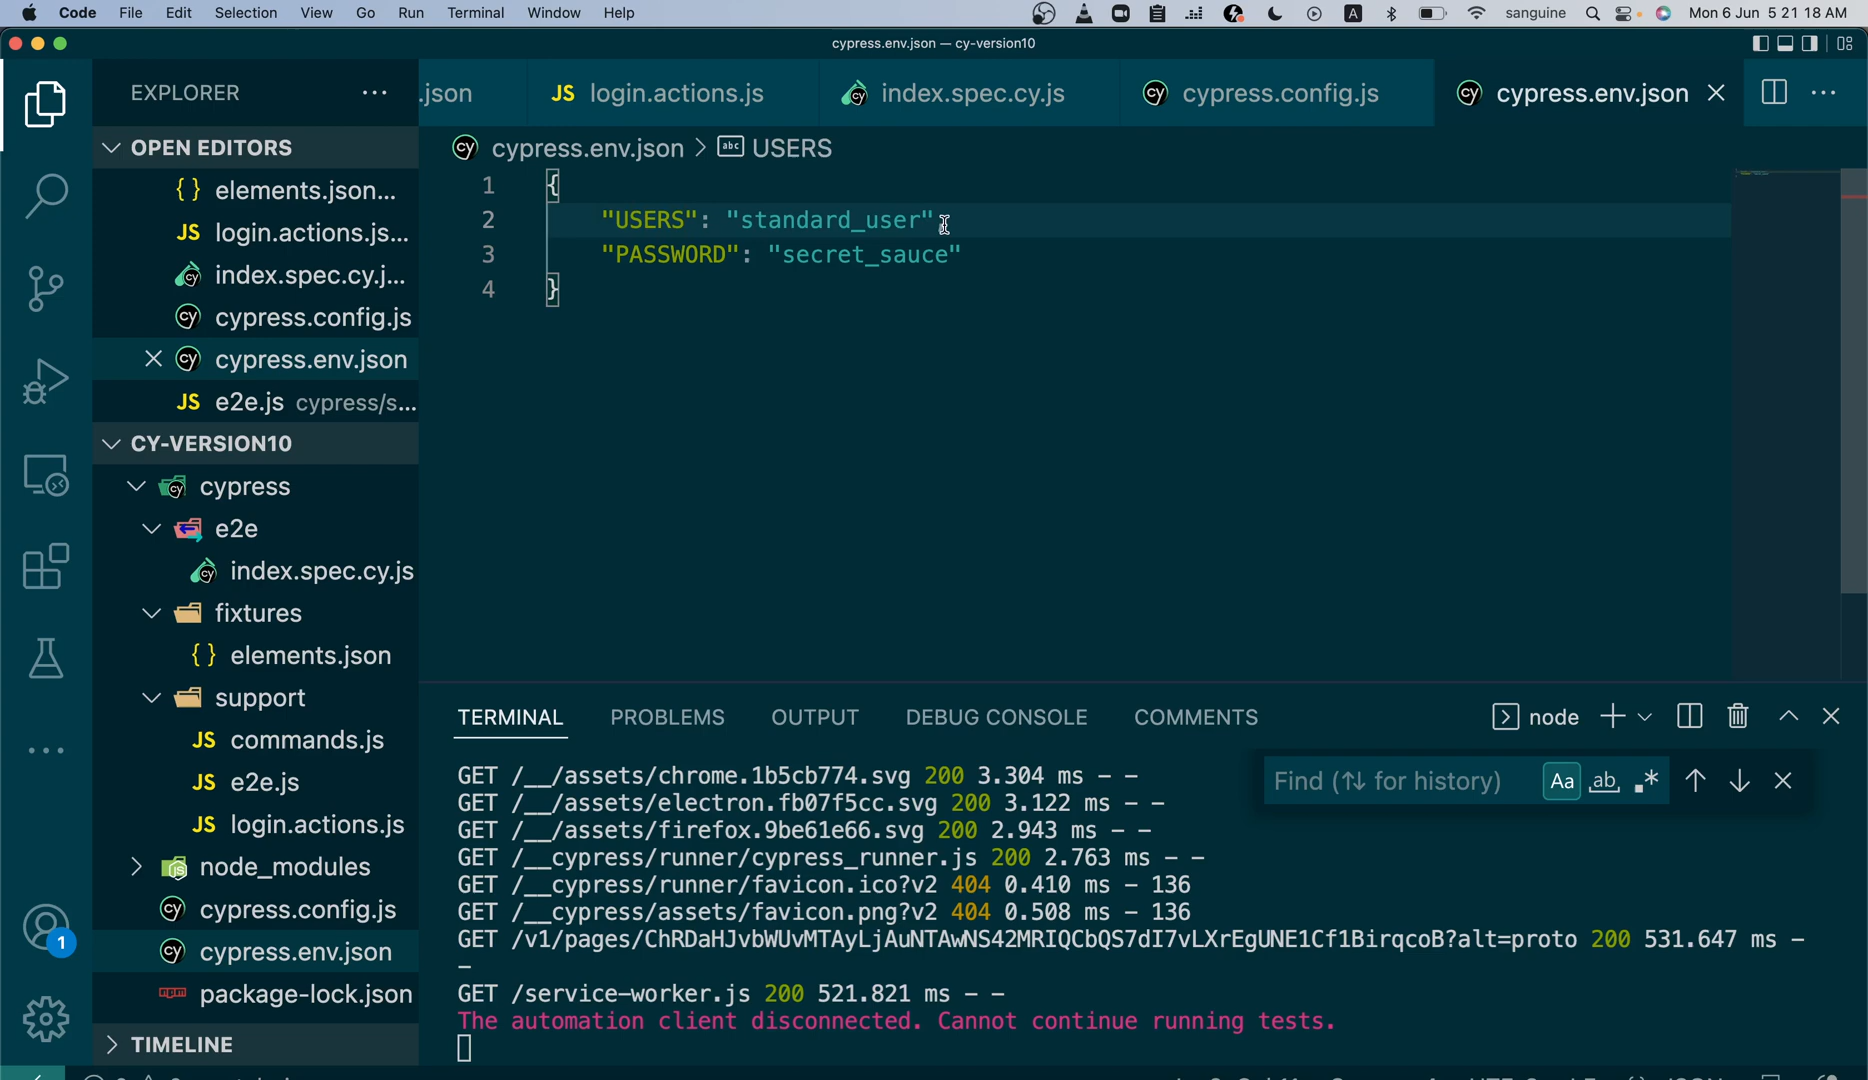 Code File Edit Selection View Go Run Terminal Window Help A sanguine Mon 6 Jun 5 21 18 AM
cypress.env.json — cy-version10
EXPLORER
.json JS login.actions.js index.spec.cy.js cypress.config.js cypress.env.json
OPEN EDITORS
{ } elements.json...
JS login.actions.js...
index.spec.cy.j...
cypress.config.js
cypress.env.json
JS e2e.js cypress/s...
CY-VERSION10
cypress
e2e
index.spec.cy.js
fixtures
{ } elements.json
support
JS commands.js
JS e2e.js
JS login.actions.js
node_modules
cypress.config.js
cypress.env.json
package-lock.json
TIMELINE
1
cypress.env.json > abc USERS
1 {
2 "USERS": "standard_user"
3 "PASSWORD": "secret_sauce"
4 }
TERMINAL PROBLEMS OUTPUT DEBUG CONSOLE COMMENTS node
Find (⇅ for history) Aa ab .*
GET /__/assets/chrome.1b5cb774.svg 200 3.304 ms - -
GET /__/assets/electron.fb07f5cc.svg 200 3.122 ms - -
GET /__/assets/firefox.9be61e66.svg 200 2.943 ms - -
GET /__cypress/runner/cypress_runner.js 200 2.763 ms - -
GET /__cypress/runner/favicon.ico?v2 404 0.410 ms - 136
GET /__cypress/assets/favicon.png?v2 404 0.508 ms - 136
GET /v1/pages/ChRDaHJvbWUvMTAyLjAuNTAwNS42MRIQCbQS7dI7vLXrEgUNE1Cf1BirqcoB?alt=proto 200 531.647 ms -
-
GET /service-worker.js 200 521.821 ms - -
The automation client disconnected. Cannot continue running tests.